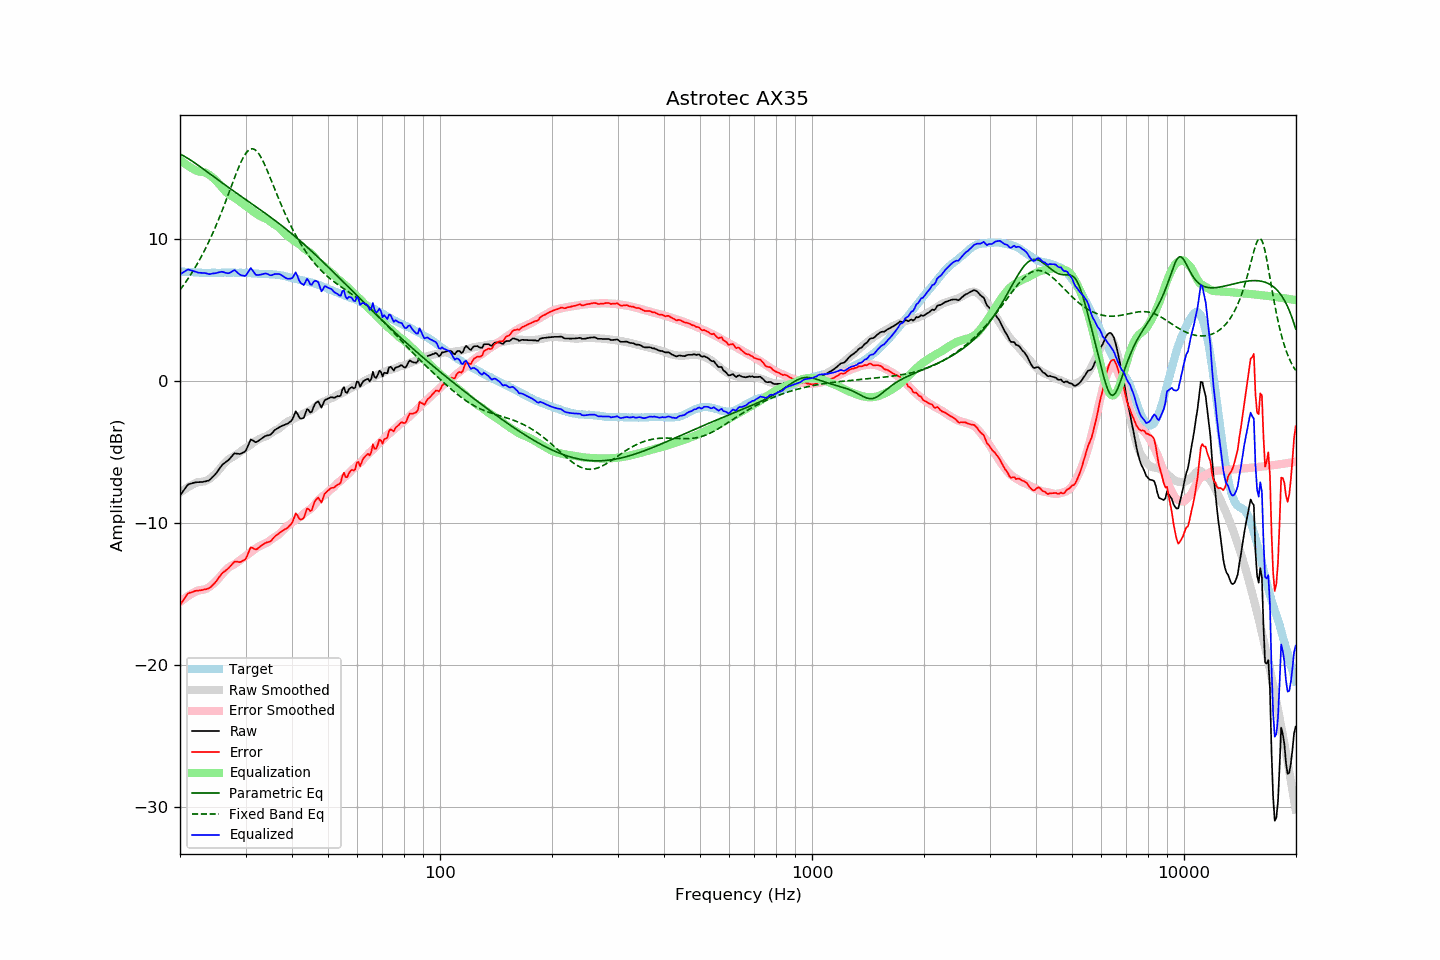 Astrotec AX35
Amplitude (dBr)
10
0
−10
−20
−30
Target
Raw Smoothed
Error Smoothed
Raw
Error
Equalization
Parametric Eq
Fixed Band Eq
Equalized
100
1000
10000
Frequency (Hz)